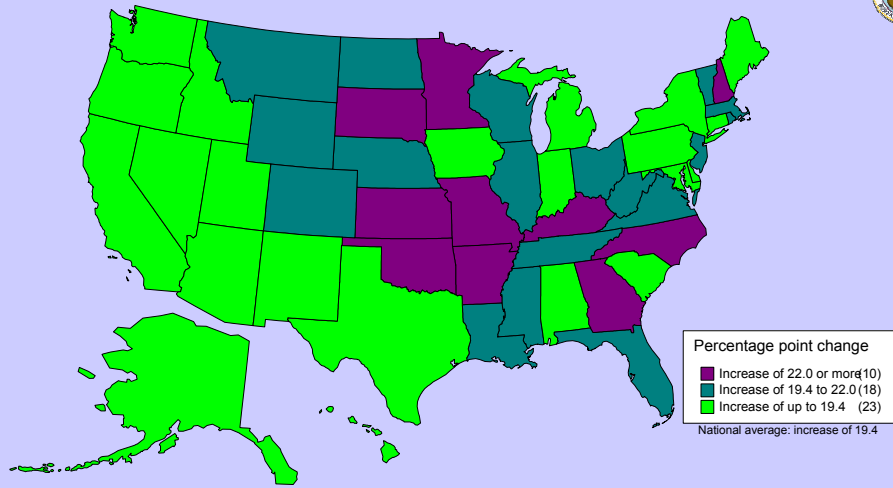 Percentage point change
Increase of 22.0 or more (10)
Increase of 19.4 to 22.0 (18)
Increase of up to 19.4 (23)
National average: increase of 19.4